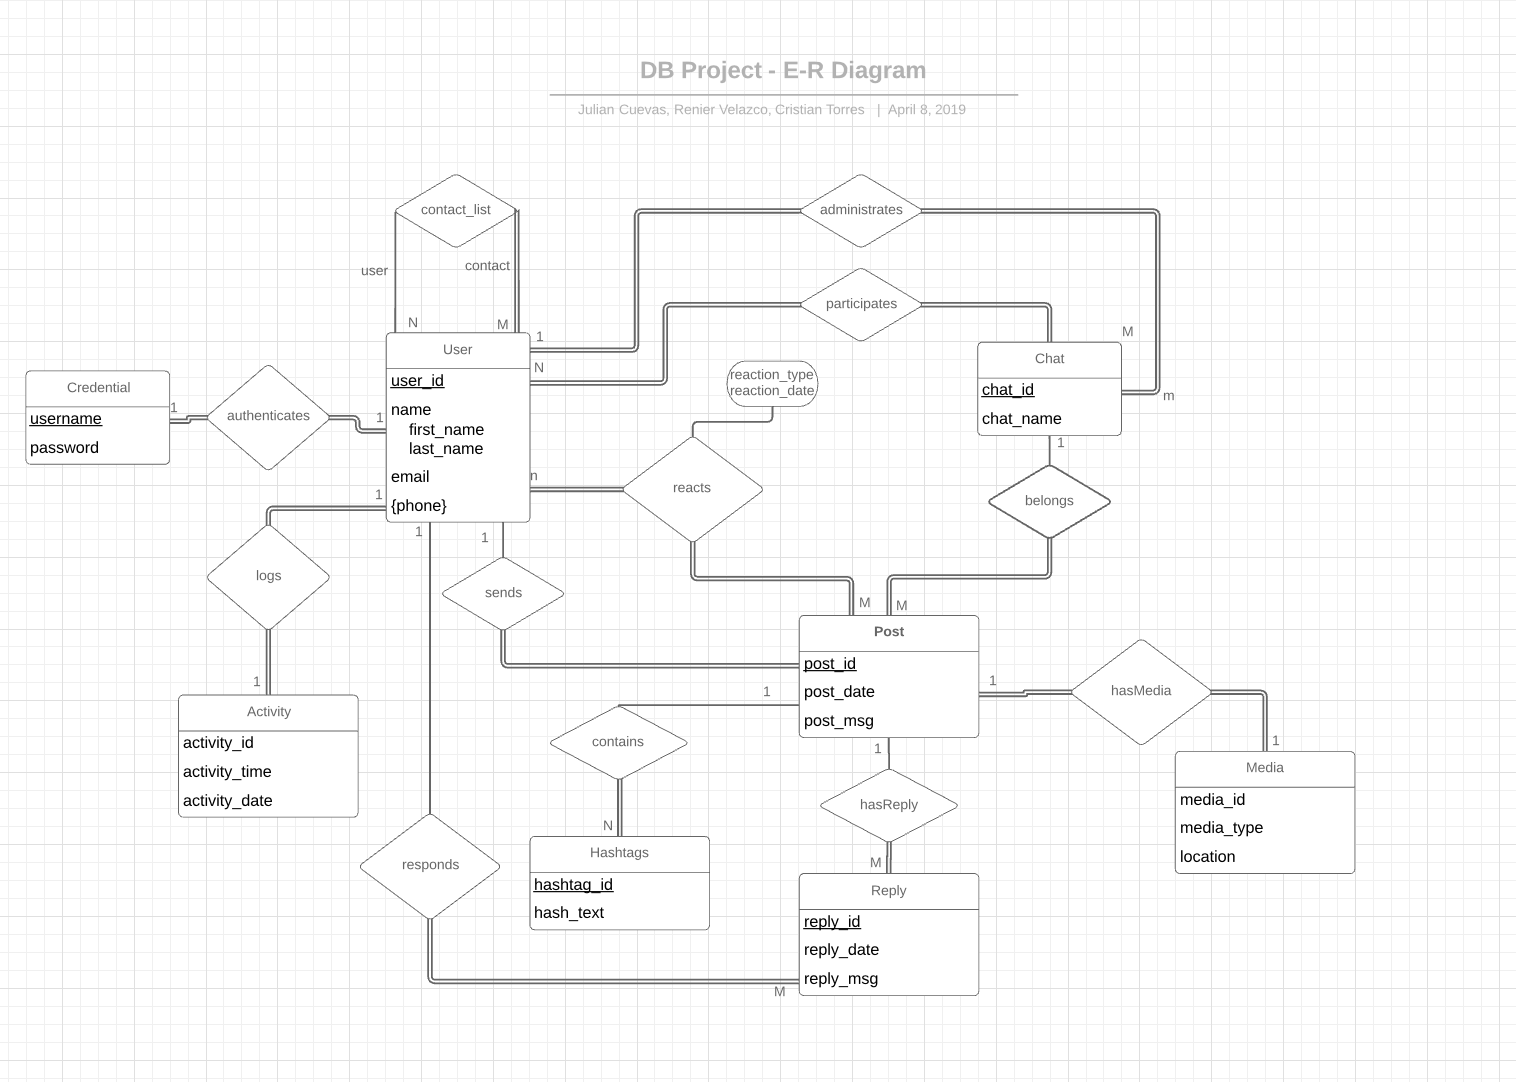 DB Project - E-R Diagram
Julian Cuevas, Renier Velazco, Cristian Torres | April 8, 2019
contact_list
administrates
user
contact
participates
N
M
1
M
User
user_id
name
first_name
last_name
email
{phone}
N
Chat
chat_id
chat_name
m
reaction_type
reaction_date
Credential
username
password
1
authenticates
1
n
reacts
1
belongs
1
logs
1
1
sends
M
M
1
Activity
activity_id
activity_time
activity_date
Post
post_id
post_date
post_msg
1
hasMedia
1
Media
media_id
media_type
location
1
contains
N
Hashtags
hashtag_id
hash_text
1
hasReply
M
Reply
reply_id
reply_date
reply_msg
responds
M